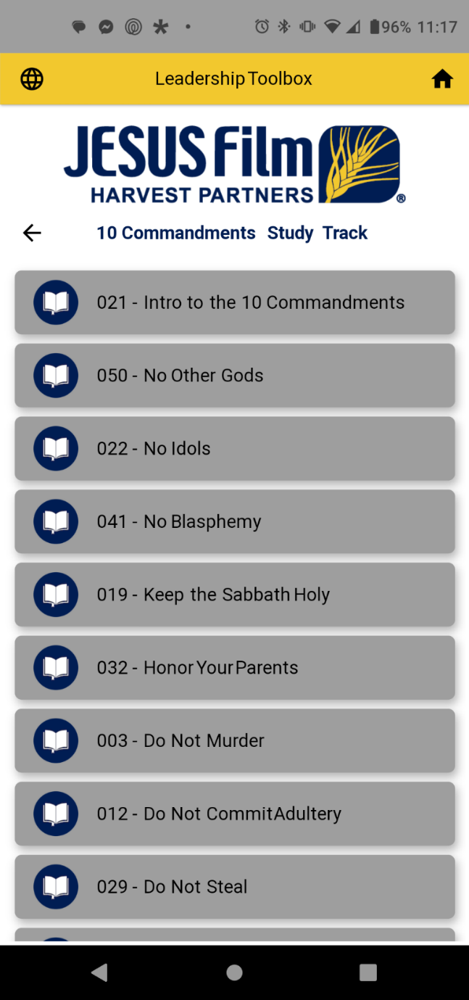 96% 11:17
Leadership Toolbox
JESUS Film
HARVEST PARTNERS®
10 Commandments Study Track
021 - Intro to the 10 Commandments
050 - No Other Gods
022 - No Idols
041 - No Blasphemy
019 - Keep the Sabbath Holy
032 - Honor Your Parents
003 - Do Not Murder
012 - Do Not Commit Adultery
029 - Do Not Steal